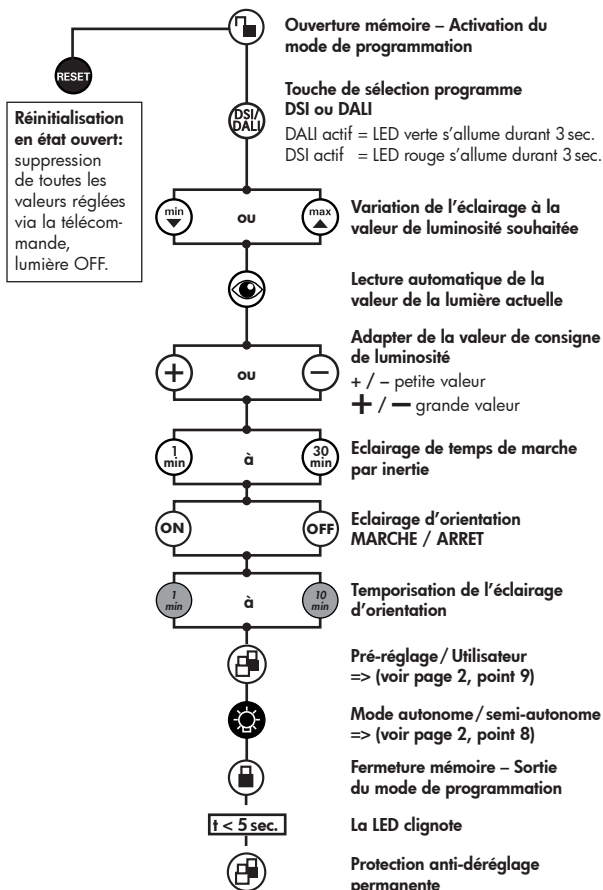 Ouverture mémoire – Activation du
mode de programmation
RESET
Réinitialisation
en état ouvert:
suppression
de toutes les
valeurs réglées
via la télécom-
mande,
lumière OFF.
DSI/
DALI
Touche de sélection programme
DSI ou DALI
DALI actif = LED verte s'allume durant 3 sec.
DSI actif = LED rouge s'allume durant 3 sec.
min
ou
max
Variation de l'éclairage à la
valeur de luminosité souhaitée
Lecture automatique de la
valeur de la lumière actuelle
+
ou
–
Adapter de la valeur de consigne
de luminosité
+ / – petite valeur
+ / – grande valeur
1
min
à
30
min
Eclairage de temps de marche
par inertie
ON
OFF
Eclairage d'orientation
MARCHE / ARRET
1
min
à
10
min
Temporisation de l'éclairage
d'orientation
Pré-réglage / Utilisateur
=> (voir page 2, point 9)
Mode autonome / semi-autonome
=> (voir page 2, point 8)
Fermeture mémoire – Sortie
du mode de programmation
t < 5 sec.
La LED clignote
Protection anti-déréglage
permanente